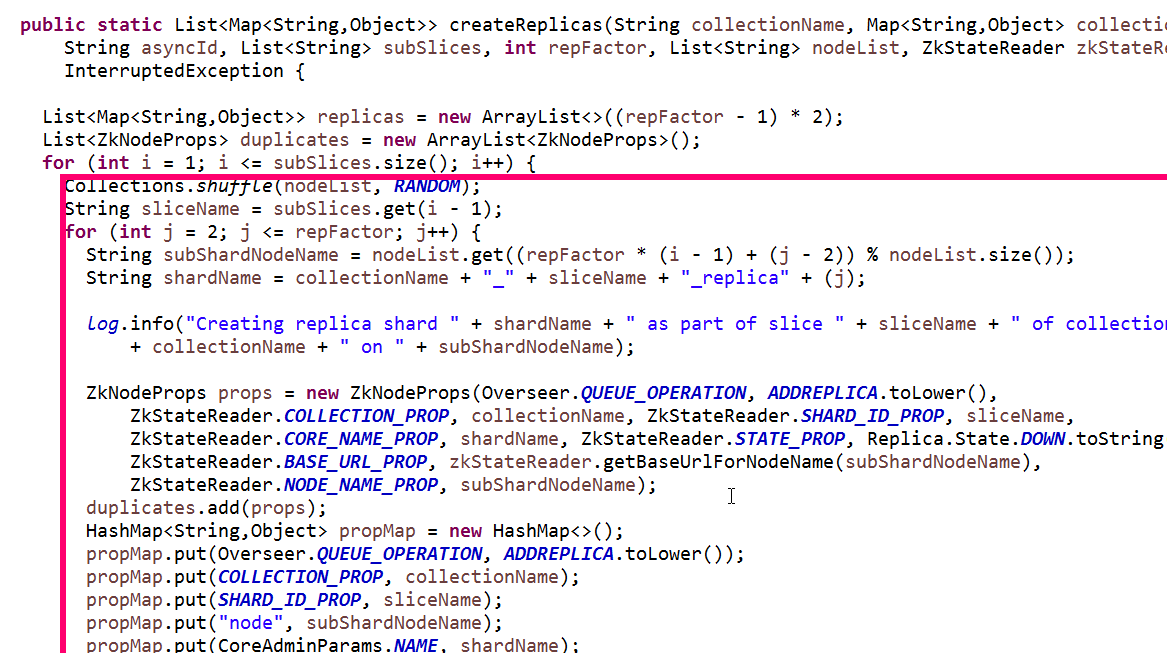 public static List<Map<String,Object>> createReplicas(String collectionName, Map<String,Object> collectio
String asyncId, List<String> subSlices, int repFactor, List<String> nodeList, ZkStateReader zkStateRe
InterruptedException {
List<Map<String,Object>> replicas = new ArrayList<>((repFactor - 1) * 2);
List<ZkNodeProps> duplicates = new ArrayList<ZkNodeProps>();
for (int i = 1; i <= subSlices.size(); i++) {
Collections.shuffle(nodeList, RANDOM);
String sliceName = subSlices.get(i - 1);
for (int j = 2; j <= repFactor; j++) {
String subShardNodeName = nodeList.get((repFactor * (i - 1) + (j - 2)) % nodeList.size());
String shardName = collectionName + "_" + sliceName + "_replica" + (j);
log.info("Creating replica shard " + shardName + " as part of slice " + sliceName + " of collection
+ collectionName + " on " + subShardNodeName);
ZkNodeProps props = new ZkNodeProps(Overseer.QUEUE_OPERATION, ADDREPLICA.toLower(),
ZkStateReader.COLLECTION_PROP, collectionName, ZkStateReader.SHARD_ID_PROP, sliceName,
ZkStateReader.CORE_NAME_PROP, shardName, ZkStateReader.STATE_PROP, Replica.State.DOWN.toString
ZkStateReader.BASE_URL_PROP, zkStateReader.getBaseUrlForNodeName(subShardNodeName),
ZkStateReader.NODE_NAME_PROP, subShardNodeName);
duplicates.add(props);
HashMap<String,Object> propMap = new HashMap<>();
propMap.put(Overseer.QUEUE_OPERATION, ADDREPLICA.toLower());
propMap.put(COLLECTION_PROP, collectionName);
propMap.put(SHARD_ID_PROP, sliceName);
propMap.put("node", subShardNodeName);
propMap.put(CoreAdminParams.NAME, shardName);